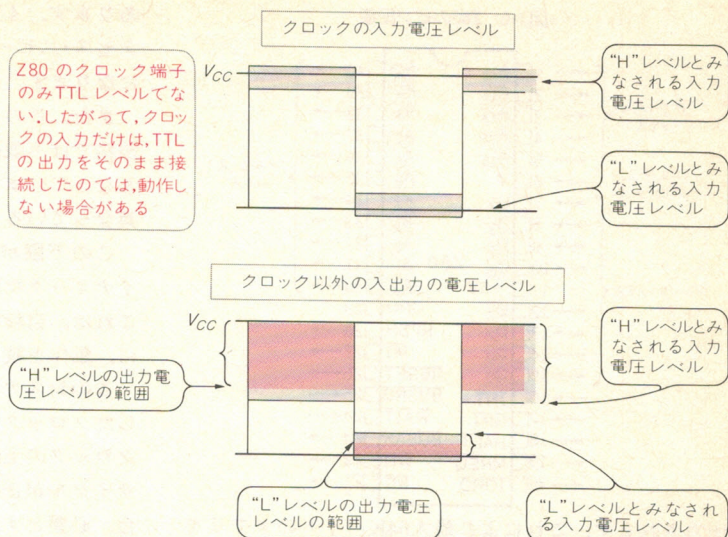 クロックの入力電圧レベル
Z80のクロック端子
のみTTLレベルでな
い．したがって，クロッ
クの入力だけは，TTL
の出力をそのまま接
続したのでは，動作し
ない場合がある
VCC
“H”レベルとみ
なされる入力
電圧レベル
“L”レベルとみ
なされる入力
電圧レベル
クロック以外の入出力の電圧レベル
VCC
“H”レベルの出力電
圧レベルの範囲
“H”レベルとみ
なされる入力
電圧レベル
“L”レベルの出力電圧
レベルの範囲
“L”レベルとみなされ
る入力電圧レベル